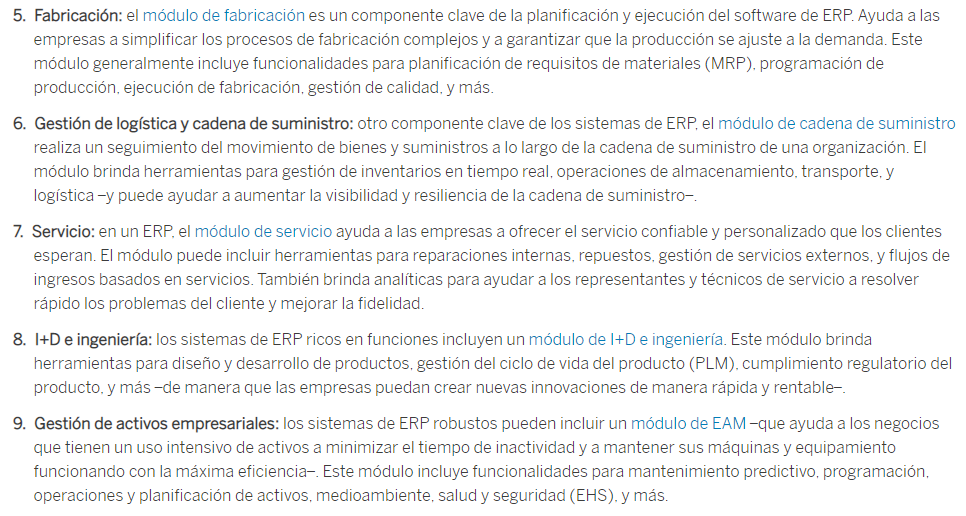 5. Fabricación: el módulo de fabricación es un componente clave de la planificación y ejecución del software de ERP. Ayuda a las
empresas a simplificar los procesos de fabricación complejos y a garantizar que la producción se ajuste a la demanda. Este
módulo generalmente incluye funcionalidades para planificación de requisitos de materiales (MRP), programación de
producción, ejecución de fabricación, gestión de calidad, y más.
6. Gestión de logística y cadena de suministro: otro componente clave de los sistemas de ERP, el módulo de cadena de suministro
realiza un seguimiento del movimiento de bienes y suministros a lo largo de la cadena de suministro de una organización. El
módulo brinda herramientas para gestión de inventarios en tiempo real, operaciones de almacenamiento, transporte, y
logística –y puede ayudar a aumentar la visibilidad y resiliencia de la cadena de suministro–.
7. Servicio: en un ERP, el módulo de servicio ayuda a las empresas a ofrecer el servicio confiable y personalizado que los clientes
esperan. El módulo puede incluir herramientas para reparaciones internas, repuestos, gestión de servicios externos, y flujos de
ingresos basados en servicios. También brinda analíticas para ayudar a los representantes y técnicos de servicio a resolver
rápido los problemas del cliente y mejorar la fidelidad.
8. I+D e ingeniería: los sistemas de ERP ricos en funciones incluyen un módulo de I+D e ingeniería. Este módulo brinda
herramientas para diseño y desarrollo de productos, gestión del ciclo de vida del producto (PLM), cumplimiento regulatorio del
producto, y más –de manera que las empresas puedan crear nuevas innovaciones de manera rápida y rentable–.
9. Gestión de activos empresariales: los sistemas de ERP robustos pueden incluir un módulo de EAM –que ayuda a los negocios
que tienen un uso intensivo de activos a minimizar el tiempo de inactividad y a mantener sus máquinas y equipamiento
funcionando con la máxima eficiencia–. Este módulo incluye funcionalidades para mantenimiento predictivo, programación,
operaciones y planificación de activos, medioambiente, salud y seguridad (EHS), y más.